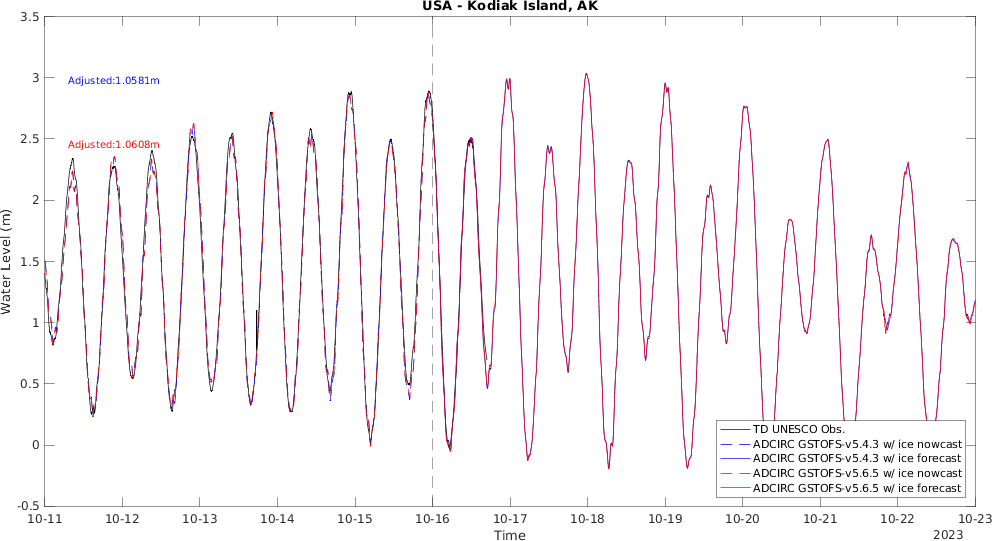 USA - Kodiak Island, AK
3.5
3
2.5
2
1.5
1
0.5
0
-0.5
Water Level (m)
Adjusted:1.0581m
Adjusted:1.0608m
TD UNESCO Obs.
ADCIRC GSTOFS-v5.4.3 w/ ice nowcast
ADCIRC GSTOFS-v5.4.3 w/ ice forecast
ADCIRC GSTOFS-v5.6.5 w/ ice nowcast
ADCIRC GSTOFS-v5.6.5 w/ ice forecast
10-11 10-12 10-13 10-14 10-15 10-16 10-17 10-18 10-19 10-20 10-21 10-22 10-23
Time
2023